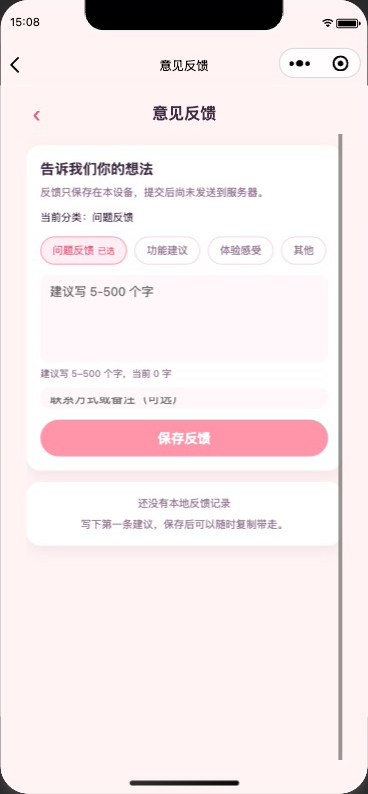 15:08
意见反馈
意见反馈
告诉我们你的想法
反馈只保存在本设备，提交后尚未发送到服务器。
当前分类：问题反馈
问题反馈 已选 功能建议 体验感受 其他
建议写 5-500 个字
建议写 5-500 个字，当前 0 字
联系方式或备注（可选）
保存反馈
还没有本地反馈记录
写下第一条建议，保存后可以随时复制带走。